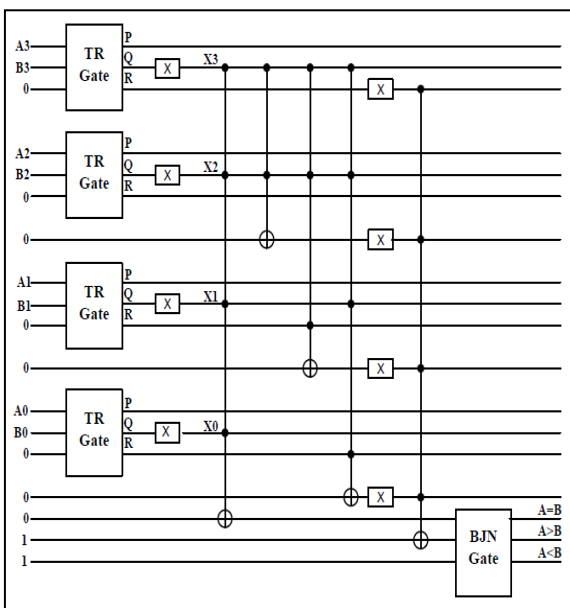 A3 TR P
B3 Gate Q X X3
0 R X
A2 TR P
B2 Gate Q X X2
0 R
0 X
A1 TR P
B1 Gate Q X X1
0 R
0 X
A0 TR P
B0 Gate Q X X0
0 R
0 X
0 A=B
1 BJN A>B
1 Gate A<B